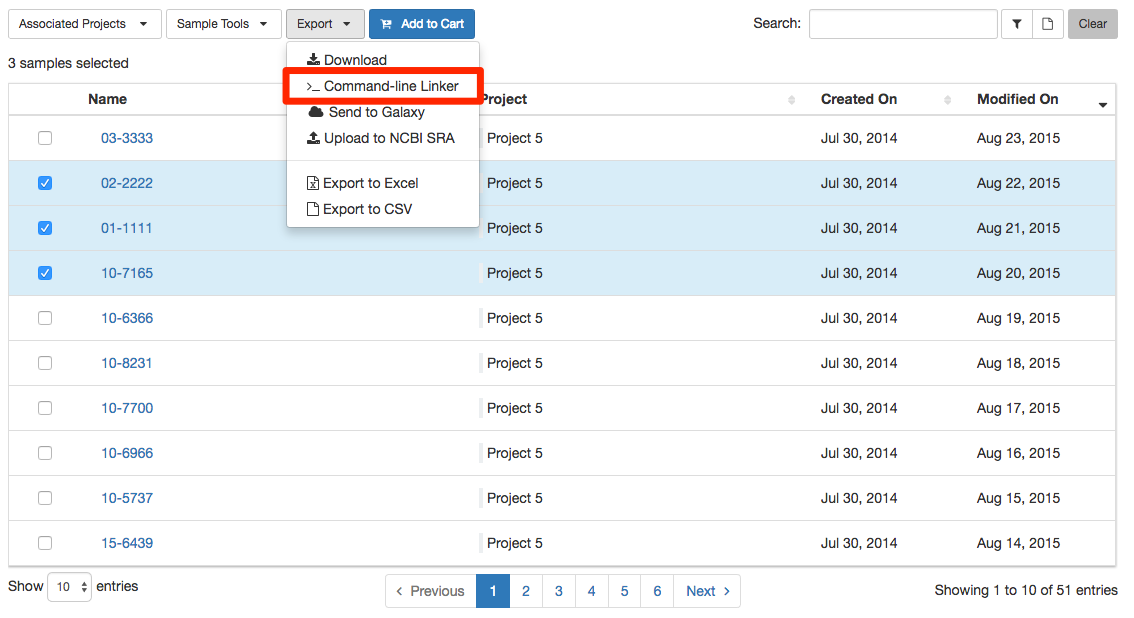 Associated Projects Sample Tools Export Add to Cart Search: Clear
Download
3 samples selected
>_ Command-line Linker
Name Project Created On Modified On
Send to Galaxy
03-3333 Upload to NCBI SRA Project 5 Jul 30, 2014 Aug 23, 2015
02-2222 Export to Excel Project 5 Jul 30, 2014 Aug 22, 2015
Export to CSV
01-1111 Project 5 Jul 30, 2014 Aug 21, 2015
10-7165 Project 5 Jul 30, 2014 Aug 20, 2015
10-6366 Project 5 Jul 30, 2014 Aug 19, 2015
10-8231 Project 5 Jul 30, 2014 Aug 18, 2015
10-7700 Project 5 Jul 30, 2014 Aug 17, 2015
10-6966 Project 5 Jul 30, 2014 Aug 16, 2015
10-5737 Project 5 Jul 30, 2014 Aug 15, 2015
15-6439 Project 5 Jul 30, 2014 Aug 14, 2015
Show 10 entries ‹ Previous 1 2 3 4 5 6 Next › Showing 1 to 10 of 51 entries